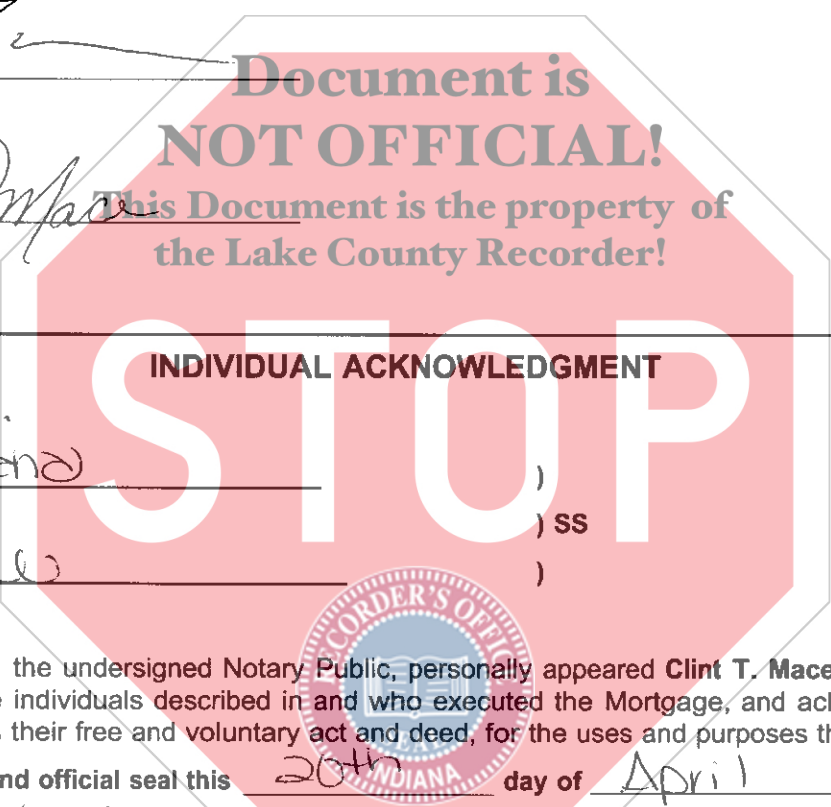 Document is
NOT OFFICIAL!
Mace
This Document is the property of
the Lake County Recorder!
STOP
INDIVIDUAL ACKNOWLEDGMENT
ana )
) SS
)
RECORDER'S OFFICE
the undersigned Notary Public, personally appeared Clint T. Mace
individuals described in and who executed the Mortgage, and ack
their free and voluntary act and deed, for the uses and purposes th
SEAL
nd official seal this 20th day of April
INDIANA